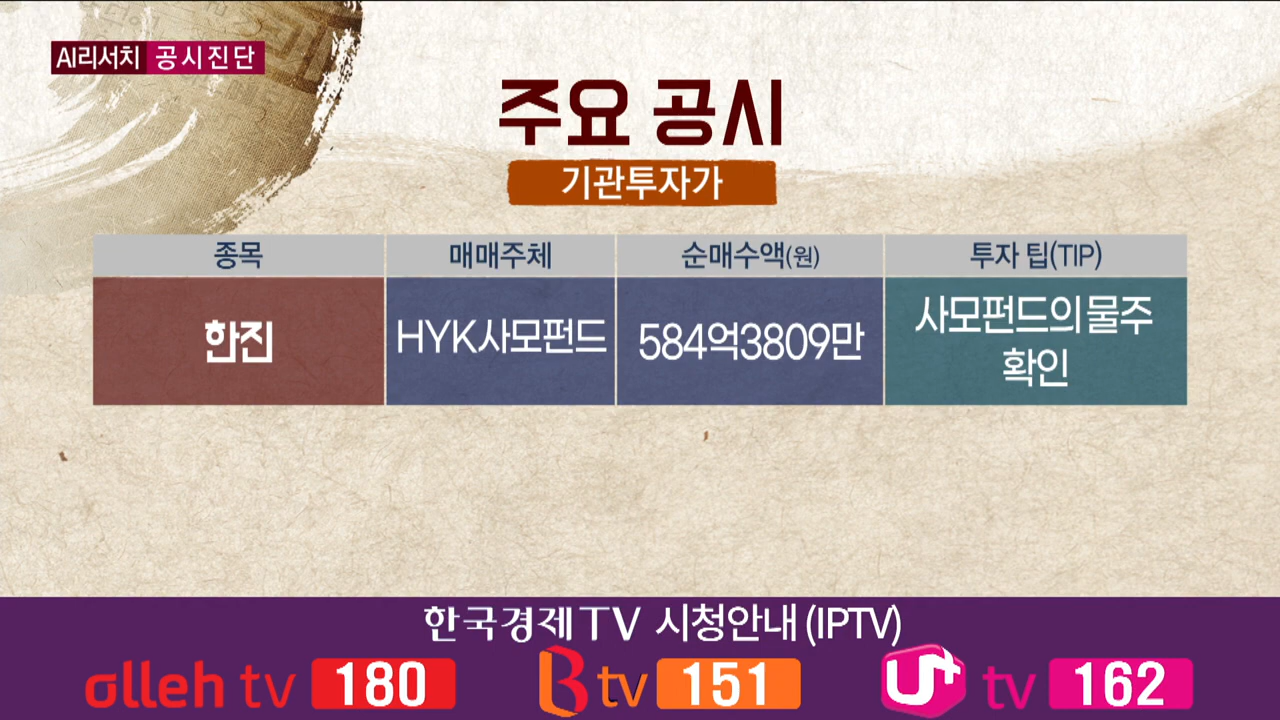 AI리서치 공시진단
주요 공시
기관투자가
종목 매매주체 순매수액(원) 투자 팁(TIP)
한진 HYK사모펀드 584억3809만 사모펀드의 물주
확인
한국경제TV 시청안내 (IPTV)
olleh tv 180 B tv 151 U+ tv 162